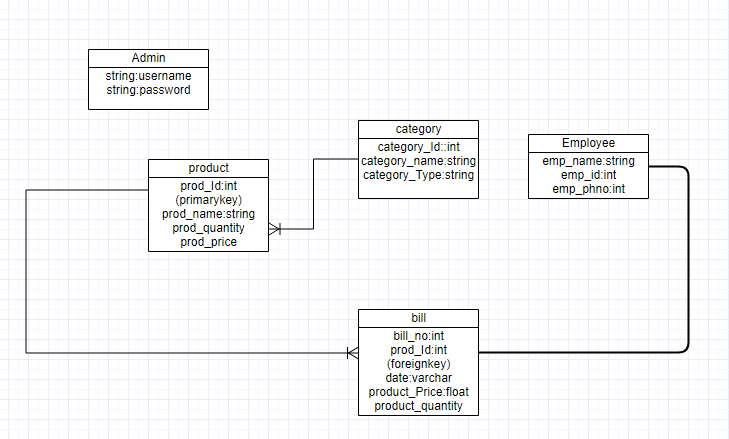 Admin
string:username
string:password
category
category_Id::int
category_name:string
category_Type:string
Employee
emp_name:string
emp_id:int
emp_phno:int
product
prod_Id:int
(primarykey)
prod_name:string
prod_quantity
prod_price
bill
bill_no:int
prod_Id:int
(foreignkey)
date:varchar
product_Price:float
product_quantity